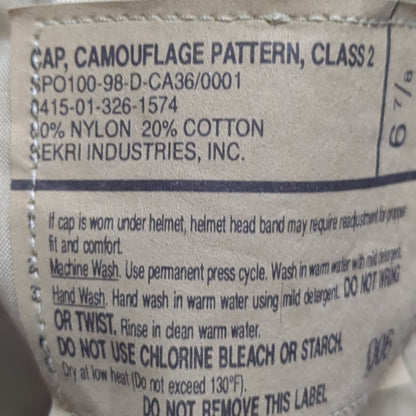 CAP, CAMOUFLAGE PATTERN, CLASS 2
SPO100-98-D-CA36/0001
8415-01-326-1574
80% NYLON 20% COTTON
SEKRI INDUSTRIES, INC.
6 7/8
If cap is worn under helmet, helmet head band may require readjustment for proper
fit and comfort.
2. Machine Wash. Use permanent press cycle. Wash in warm water with mild detergent.
3. Hand Wash. Hand wash in warm water using mild detergent. DO NOT WRING
OR TWIST. Rinse in clean warm water.
DO NOT USE CHLORINE BLEACH OR STARCH.
Dry at low heat (Do not exceed 130°F).
DO NOT REMOVE THIS LABEL
006